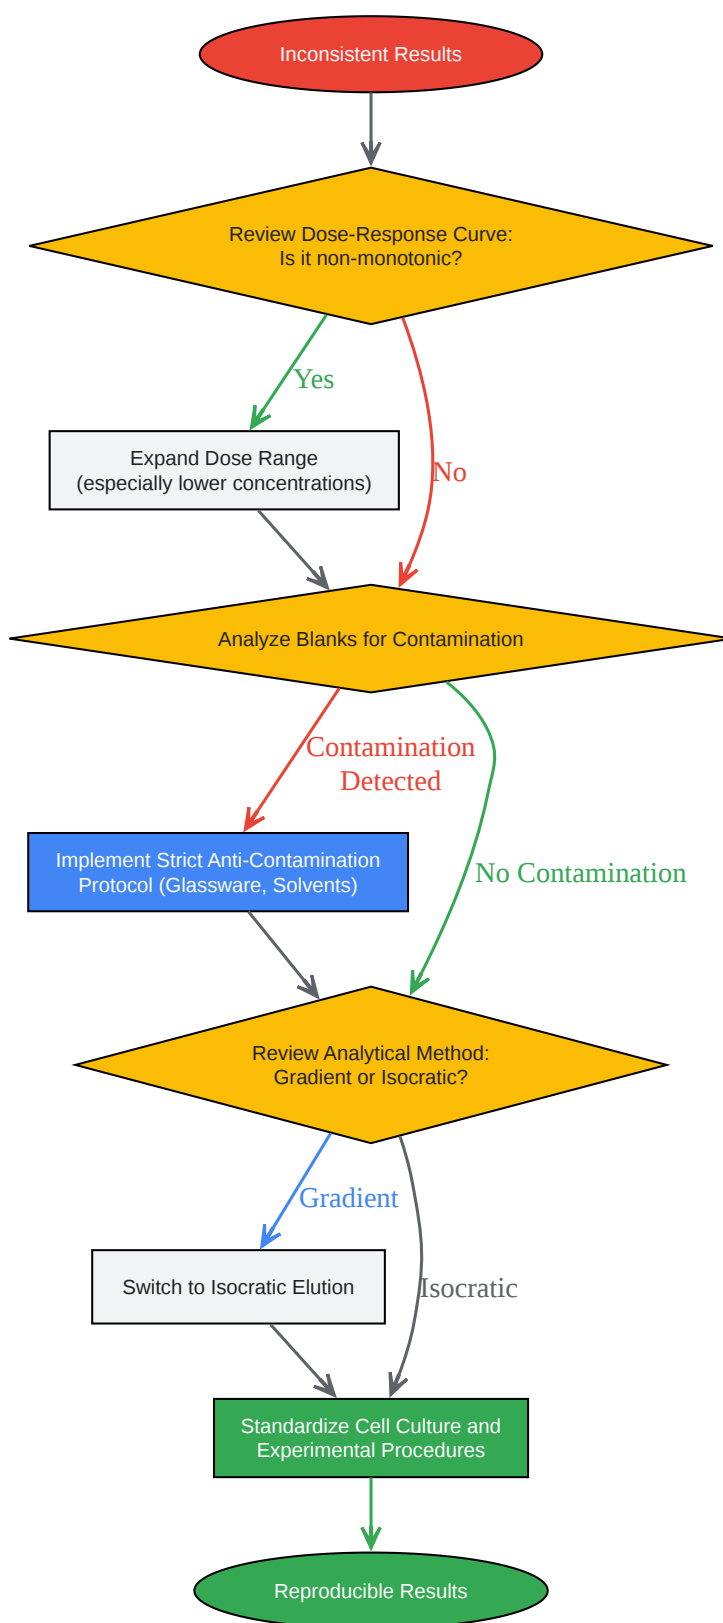 Inconsistent Results
Review Dose-Response Curve:
Is it non-monotonic?
Yes
Expand Dose Range
(especially lower concentrations)
No
Analyze Blanks for Contamination
Contamination
Detected
Implement Strict Anti-Contamination
Protocol (Glassware, Solvents)
No Contamination
Review Analytical Method:
Gradient or Isocratic?
Gradient
Switch to Isocratic Elution
Isocratic
Standardize Cell Culture and
Experimental Procedures
Reproducible Results